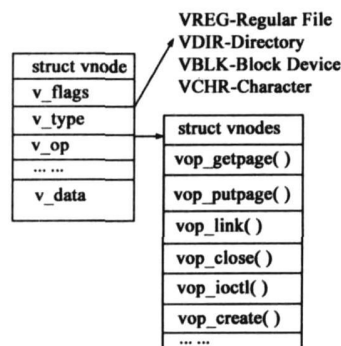 VREG-Regular File
VDIR-Directory
VBLK-Block Device
VCHR-Character
struct vnode
v_flags
v_type
v_op
... ...
v_data
struct vnodes
vop_getpage( )
vop_putpage( )
vop_link( )
vop_close( )
vop_ioctl( )
vop_create( )
... ...